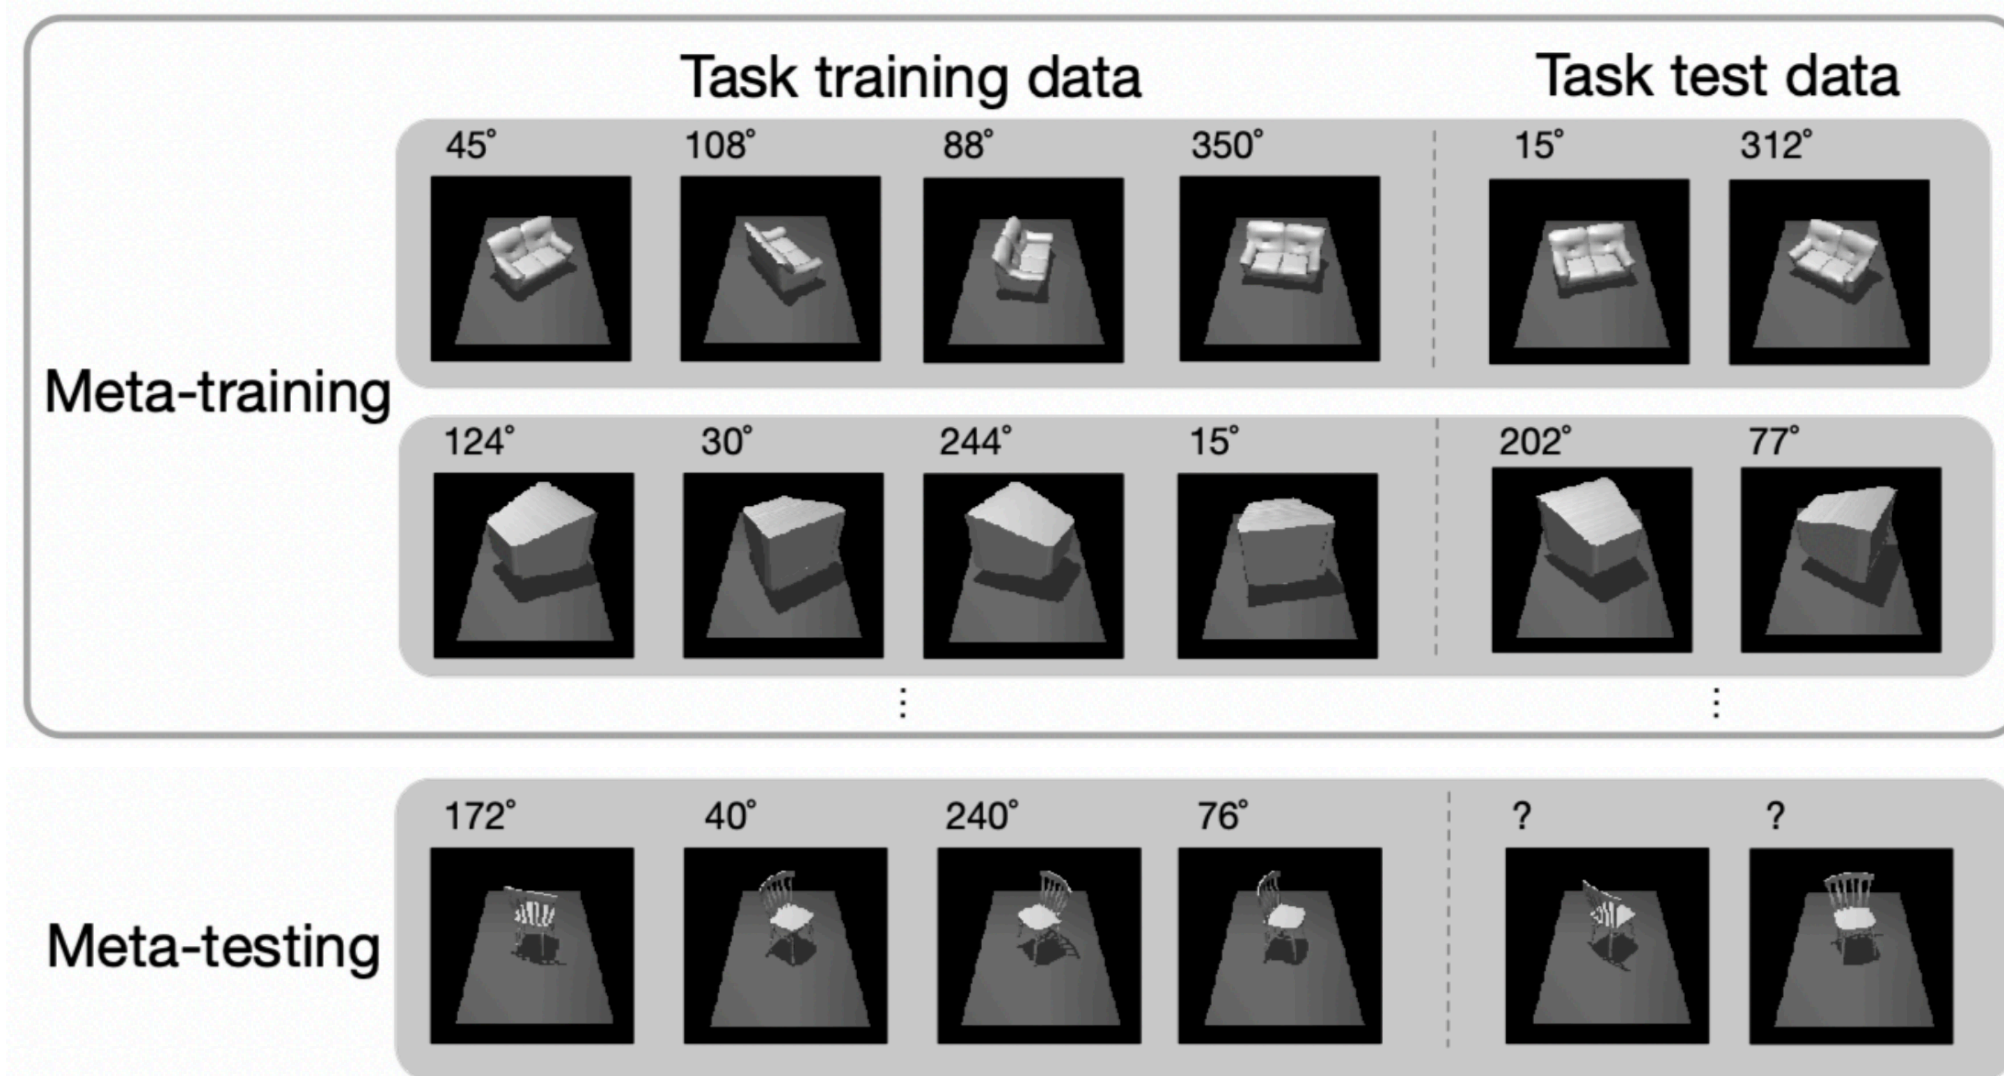 Task training data Task test data
45° 108° 88° 350° 15° 312°
Meta-training
124° 30° 244° 15° 202° 77°
⋮ ⋮
172° 40° 240° 76° ? ?
Meta-testing